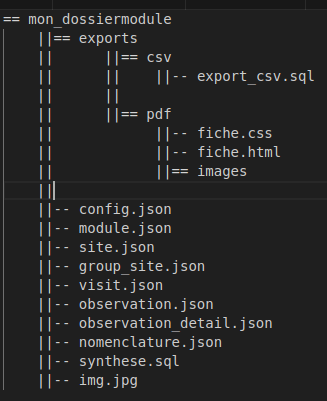 == mon_dossiermodule
    ||== exports
    ||      ||== csv
    ||      ||    ||-- export_csv.sql
    ||      ||
    ||      ||== pdf
    ||            ||-- fiche.css
    ||            ||-- fiche.html
    ||            ||== images
    ||
    ||-- config.json
    ||-- module.json
    ||-- site.json
    ||-- group_site.json
    ||-- visit.json
    ||-- observation.json
    ||-- observation_detail.json
    ||-- nomenclature.json
    ||-- synthese.sql
    ||-- img.jpg